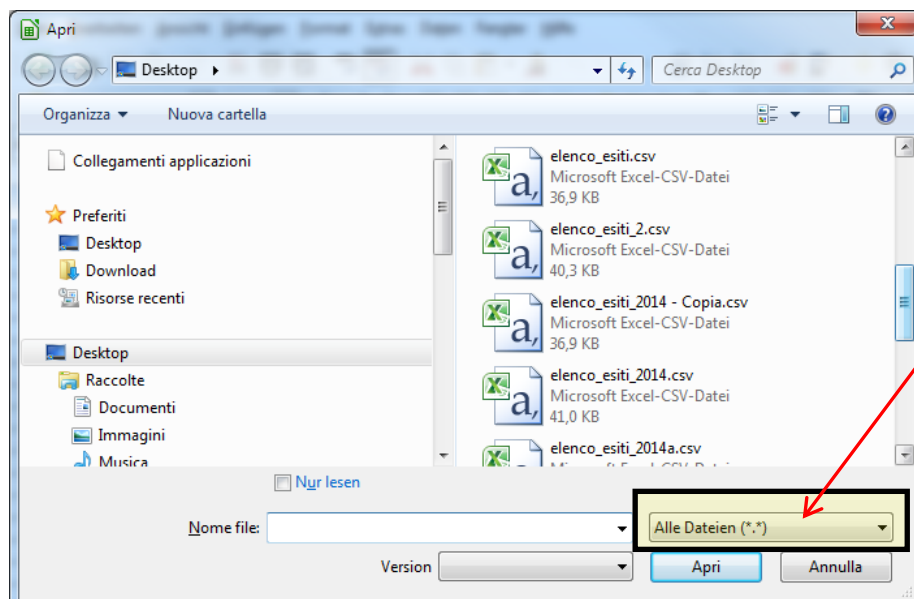 Apri
Desktop
Cerca Desktop
Organizza
Nuova cartella
Collegamenti applicazioni
Preferiti
Desktop
Download
Risorse recenti
Desktop
Raccolte
Documenti
Immagini
Musica
elenco_esiti.csv
Microsoft Excel-CSV-Datei
36,9 KB
elenco_esiti_2.csv
Microsoft Excel-CSV-Datei
40,3 KB
elenco_esiti_2014 - Copia.csv
Microsoft Excel-CSV-Datei
36,9 KB
elenco_esiti_2014.csv
Microsoft Excel-CSV-Datei
41,0 KB
elenco_esiti_2014a.csv
Nur lesen
Nome file:
Alle Dateien (*.*)
Version
Apri
Annulla